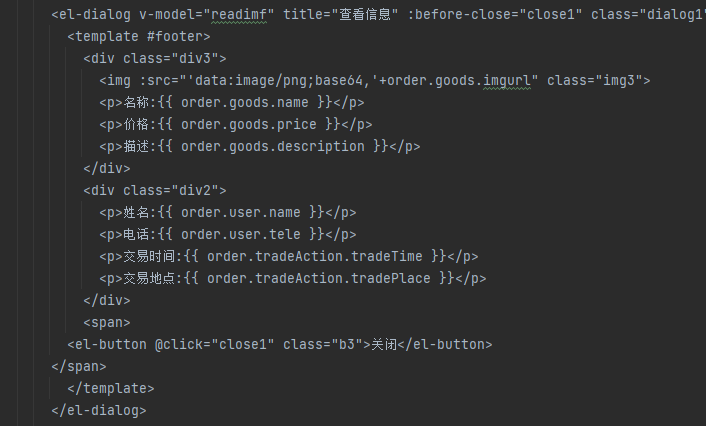 <el-dialog v-model="readimf" title="查看信息" :before-close="close1" class="dialog1"
<template #footer>
<div class="div3">
<img :src="'data:image/png;base64,'+order.goods.imgurl" class="img3">
<p>名称:{{ order.goods.name }}</p>
<p>价格:{{ order.goods.price }}</p>
<p>描述:{{ order.goods.description }}</p>
</div>
<div class="div2">
<p>姓名:{{ order.user.name }}</p>
<p>电话:{{ order.user.tele }}</p>
<p>交易时间:{{ order.tradeAction.tradeTime }}</p>
<p>交易地点:{{ order.tradeAction.tradePlace }}</p>
</div>
<span>
<el-button @click="close1" class="b3">关闭</el-button>
</span>
</template>
</el-dialog>